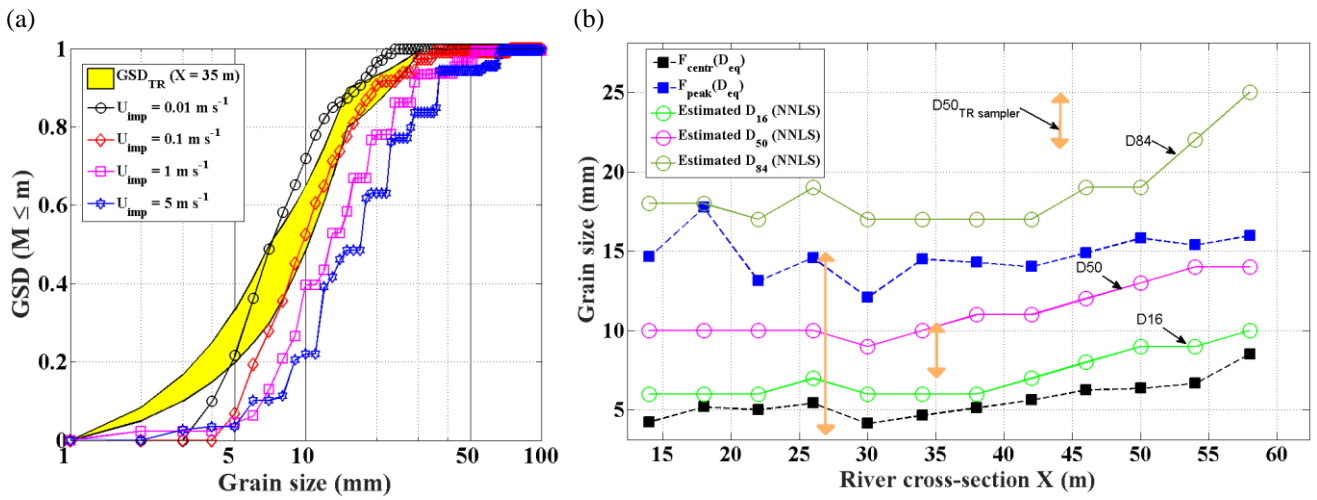 (a)
(b)
GSD (M ≤ m)
1
0.8
0.6
0.4
0.2
0
GSD_TR (X = 35 m)
U_imp = 0.01 m s⁻¹
U_imp = 0.1 m s⁻¹
U_imp = 1 m s⁻¹
U_imp = 5 m s⁻¹
1 5 10 50 100
Grain size (mm)
Grain size (mm)
25
20
15
10
5
F_centr(D_eq)
F_peak(D_eq)
Estimated D_16 (NNLS)
Estimated D_50 (NNLS)
Estimated D_84 (NNLS)
D50_TR sampler
D84
D50
D16
15 20 25 30 35 40 45 50 55 60
River cross-section X (m)